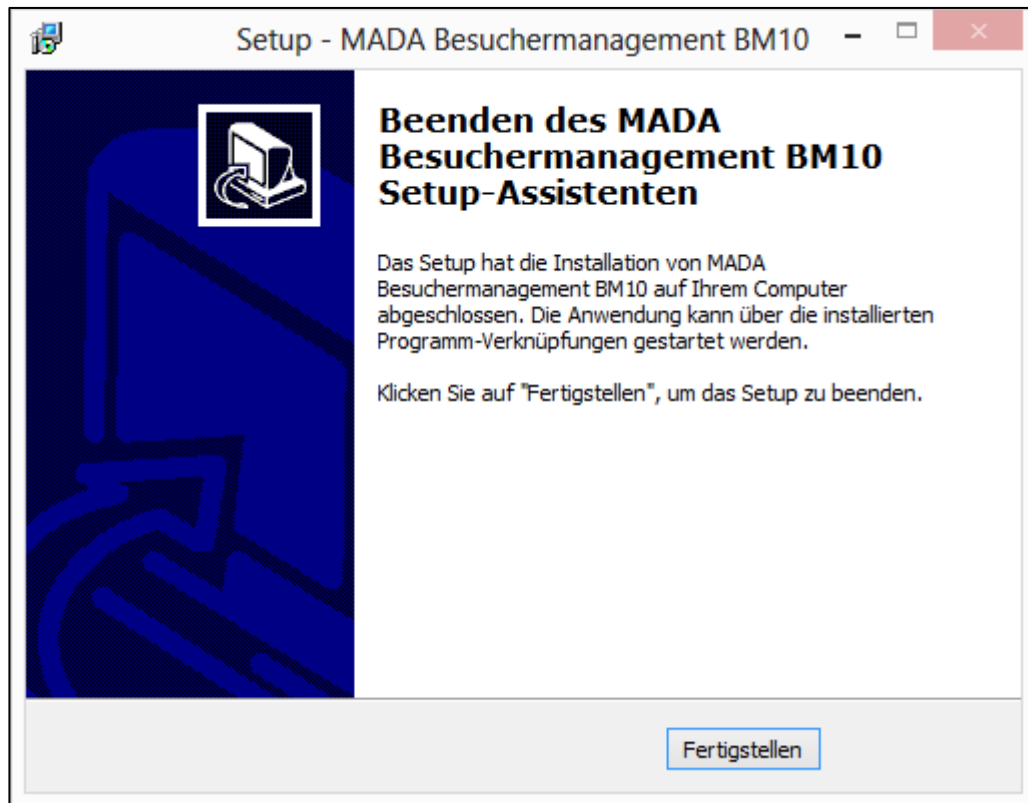 Setup - MADA Besuchermanagement BM10
Beenden des MADA
Besuchermanagement BM10
Setup-Assistenten
Das Setup hat die Installation von MADA
Besuchermanagement BM10 auf Ihrem Computer
abgeschlossen. Die Anwendung kann über die installierten
Programm-Verknüpfungen gestartet werden.
Klicken Sie auf "Fertigstellen", um das Setup zu beenden.
Fertigstellen